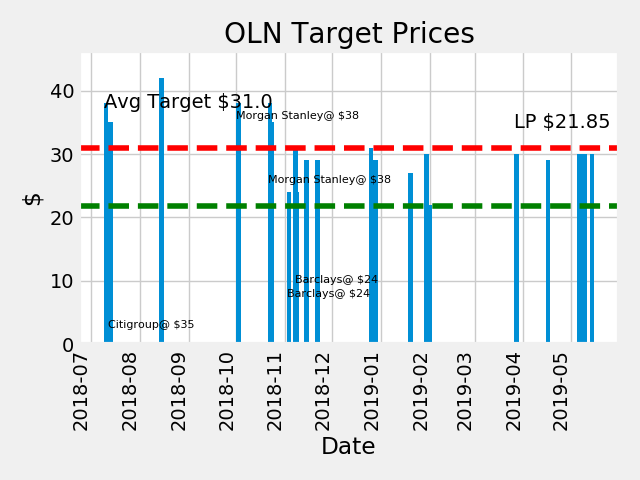 OLN Target Prices
Avg Target $31.0
Morgan Stanley@ $38
LP $21.85
Morgan Stanley@ $38
Barclays@ $24
Barclays@ $24
Citigroup@ $35
$
40
30
20
10
0
2018-07
2018-08
2018-09
2018-10
2018-11
2018-12
2019-01
2019-02
2019-03
2019-04
2019-05
Date